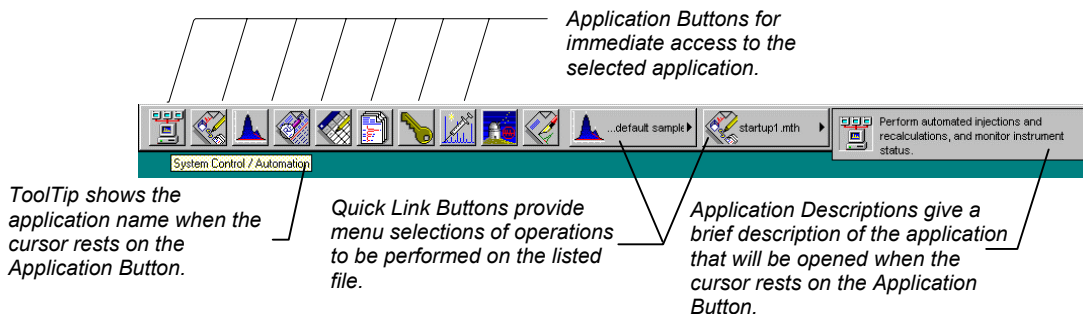 Application Buttons for
immediate access to the
selected application.
...default sample
startup1.mth
Perform automated injections and
recalculations, and monitor instrument
status.
System Control / Automation
ToolTip shows the
application name when the
cursor rests on the
Application Button.
Quick Link Buttons provide
menu selections of operations
to be performed on the listed
file.
Application Descriptions give a
brief description of the application
that will be opened when the
cursor rests on the Application
Button.